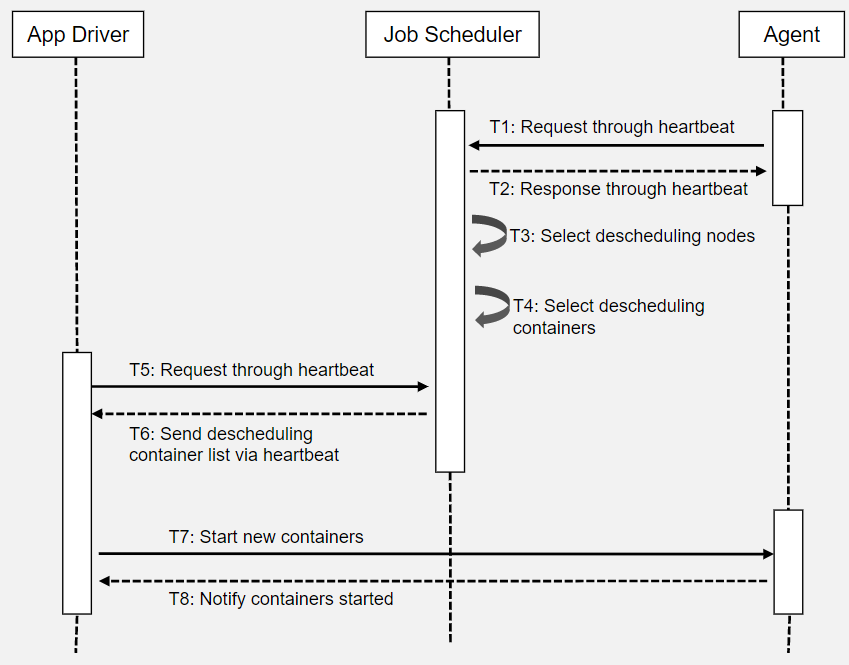 App Driver
Job Scheduler
Agent
T1: Request through heartbeat
T2: Response through heartbeat
T3: Select descheduling nodes
T4: Select descheduling
containers
T5: Request through heartbeat
T6: Send descheduling
container list via heartbeat
T7: Start new containers
T8: Notify containers started